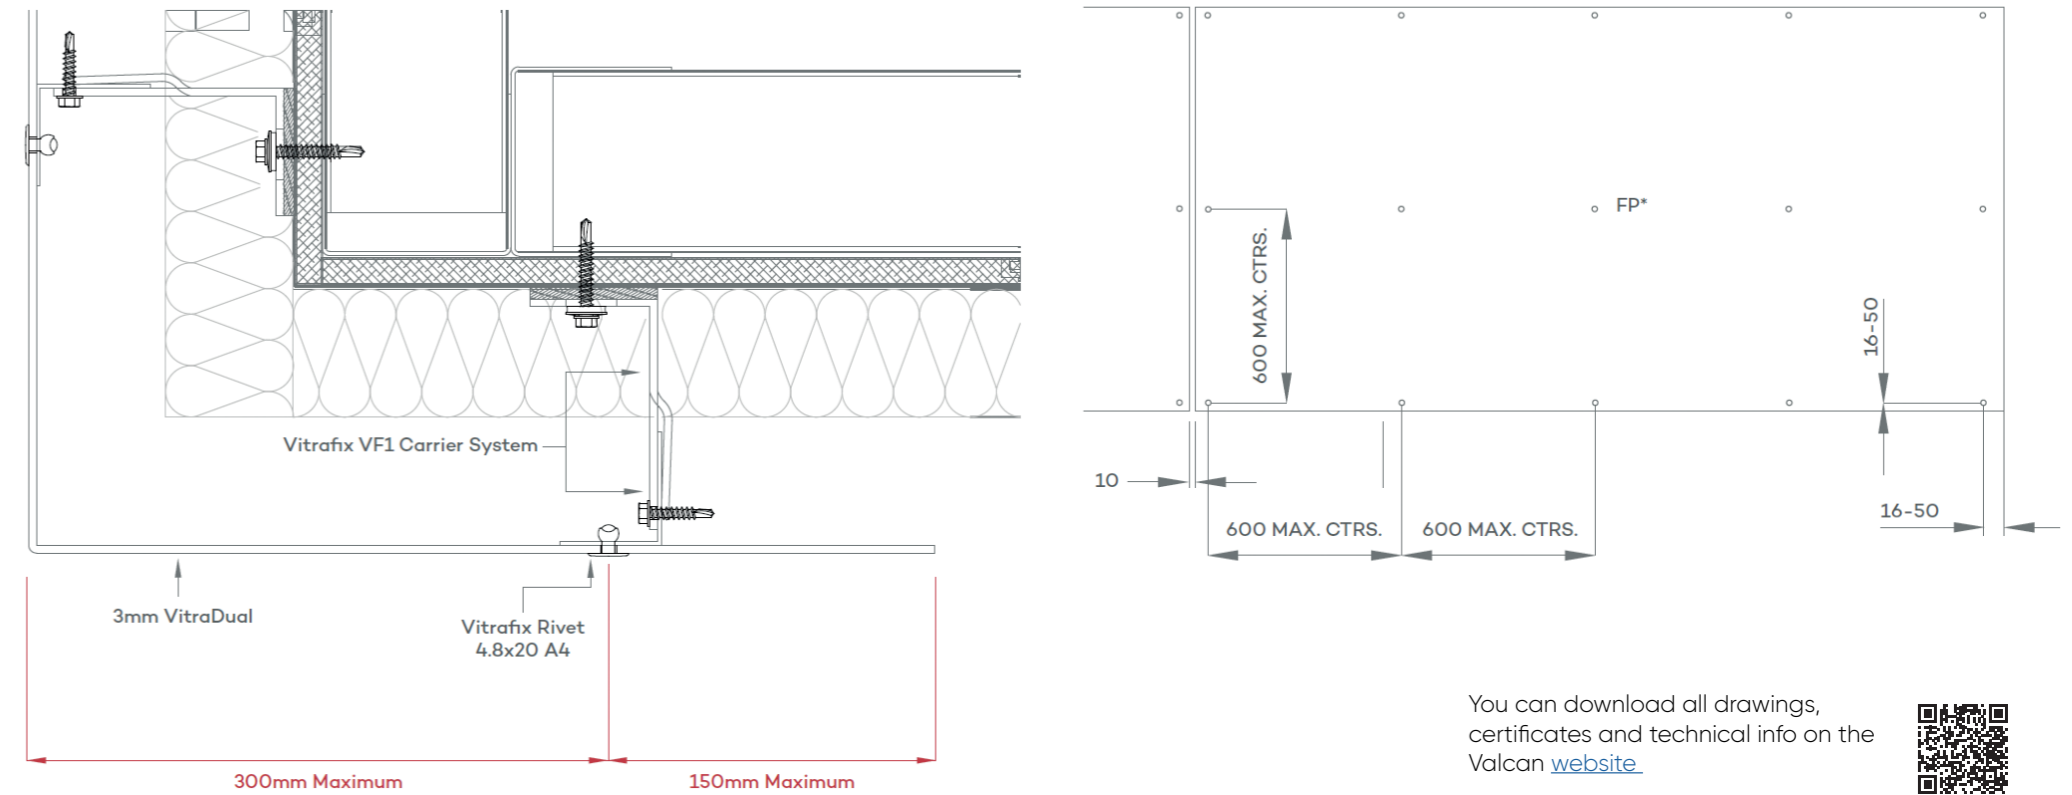 Vitrafix VF1 Carrier System
3mm VitraDual
Vitrafix Rivet
4.8x20 A4
300mm Maximum
150mm Maximum
FP*
600 MAX. CTRS.
16-50
10
16-50
600 MAX. CTRS.
600 MAX. CTRS.
You can download all drawings,
certificates and technical info on the
Valcan website